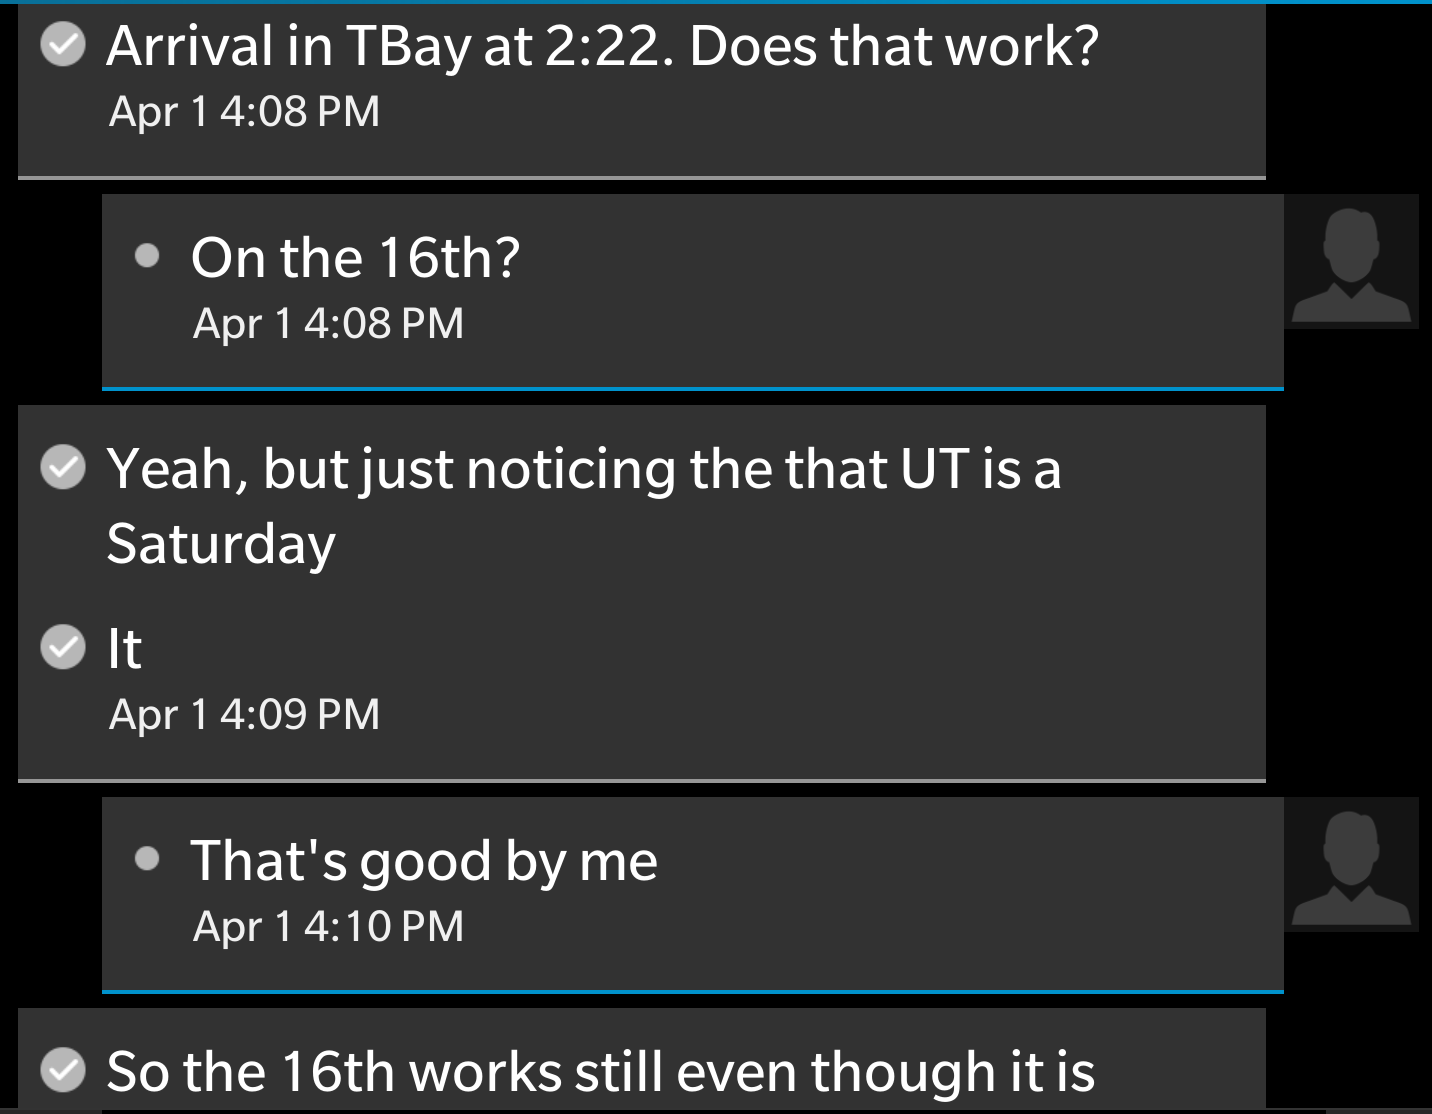 Arrival in TBay at 2:22. Does that work?
Apr 1 4:08 PM
On the 16th?
Apr 1 4:08 PM
Yeah, but just noticing the that UT is a
Saturday
It
Apr 1 4:09 PM
That's good by me
Apr 1 4:10 PM
So the 16th works still even though it is